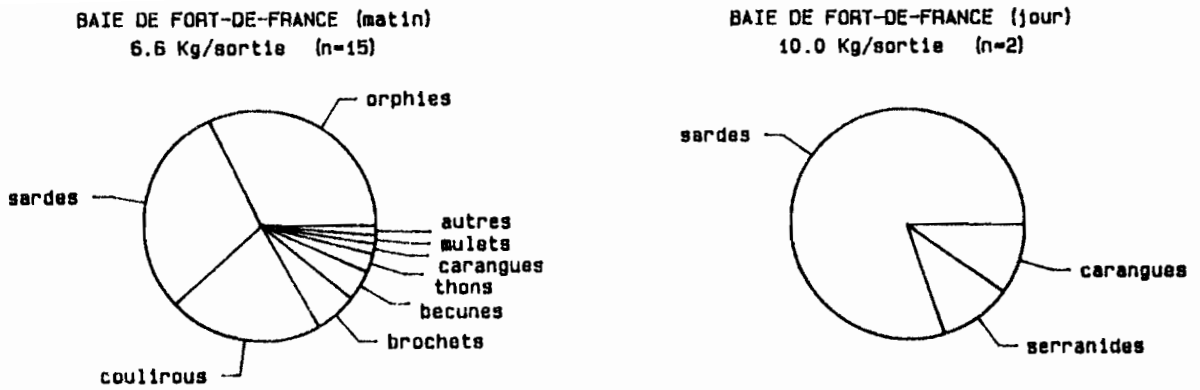 BAIE DE FORT-DE-FRANCE (matin)
6.6 Kg/sortie (n=15)
orphies
sardes
autres
mulets
carangues
thons
becunes
brochets
coulirous
BAIE DE FORT-DE-FRANCE (jour)
10.0 Kg/sortie (n=2)
sardes
carangues
serranides